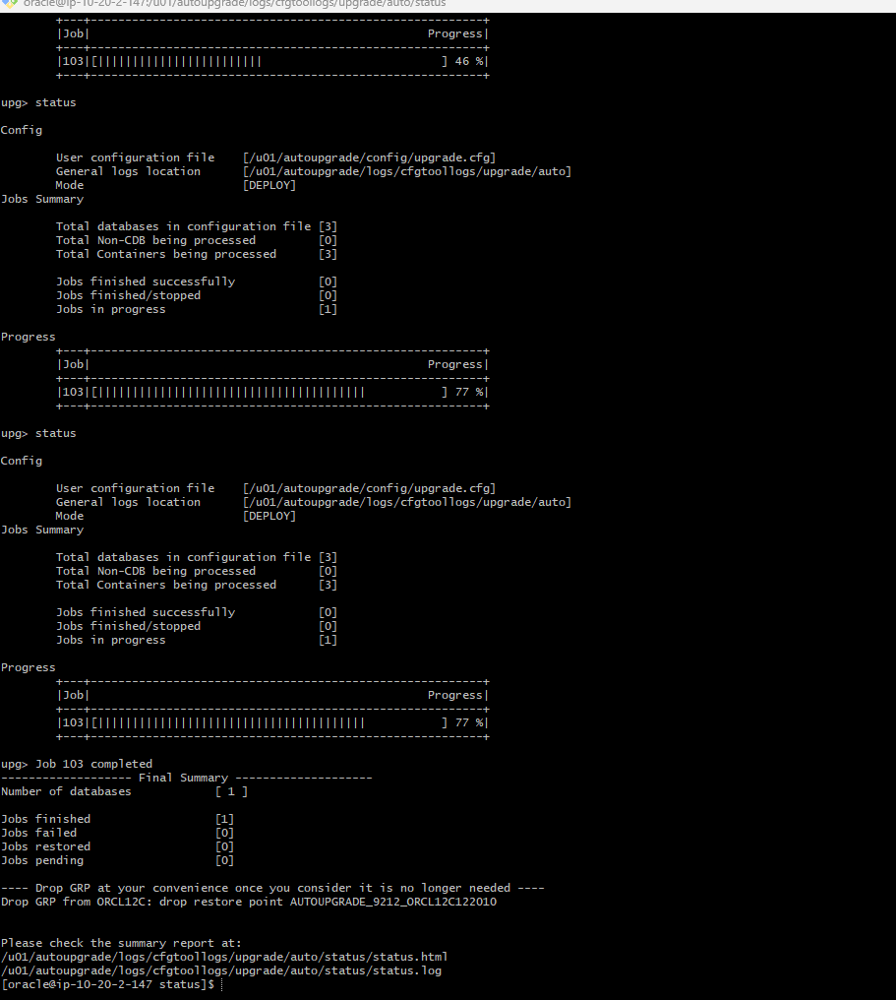 oracle@ip-10-20-2-147:/u01/autoupgrade/logs/cfgtoollogs/upgrade/auto/status
+---+---------------------------------------------------------+
|Job|                                                 Progress|
+---+---------------------------------------------------------+
|103|[||||||||||||||||||||||||                          ] 46 %|
+---+---------------------------------------------------------+
upg> status
Config
User configuration file    [/u01/autoupgrade/config/upgrade.cfg]
General logs location      [/u01/autoupgrade/logs/cfgtoollogs/upgrade/auto]
Mode                       [DEPLOY]
Jobs Summary
Total databases in configuration file [3]
Total Non-CDB being processed         [0]
Total Containers being processed      [3]
Jobs finished successfully            [0]
Jobs finished/stopped                 [0]
Jobs in progress                      [1]
Progress
+---+---------------------------------------------------------+
|Job|                                                 Progress|
+---+---------------------------------------------------------+
|103|[|||||||||||||||||||||||||||||||||||||||           ] 77 %|
+---+---------------------------------------------------------+
upg> status
Config
User configuration file    [/u01/autoupgrade/config/upgrade.cfg]
General logs location      [/u01/autoupgrade/logs/cfgtoollogs/upgrade/auto]
Mode                       [DEPLOY]
Jobs Summary
Total databases in configuration file [3]
Total Non-CDB being processed         [0]
Total Containers being processed      [3]
Jobs finished successfully            [0]
Jobs finished/stopped                 [0]
Jobs in progress                      [1]
Progress
+---+---------------------------------------------------------+
|Job|                                                 Progress|
+---+---------------------------------------------------------+
|103|[|||||||||||||||||||||||||||||||||||||||           ] 77 %|
+---+---------------------------------------------------------+
upg> Job 103 completed
------------------- Final Summary --------------------
Number of databases            [ 1 ]
Jobs finished                  [1]
Jobs failed                    [0]
Jobs restored                  [0]
Jobs pending                   [0]
---- Drop GRP at your convenience once you consider it is no longer needed ----
Drop GRP from ORCL12C: drop restore point AUTOUPGRADE_9212_ORCL12C122010
Please check the summary report at:
/u01/autoupgrade/logs/cfgtoollogs/upgrade/auto/status/status.html
/u01/autoupgrade/logs/cfgtoollogs/upgrade/auto/status/status.log
[oracle@ip-10-20-2-147 status]$